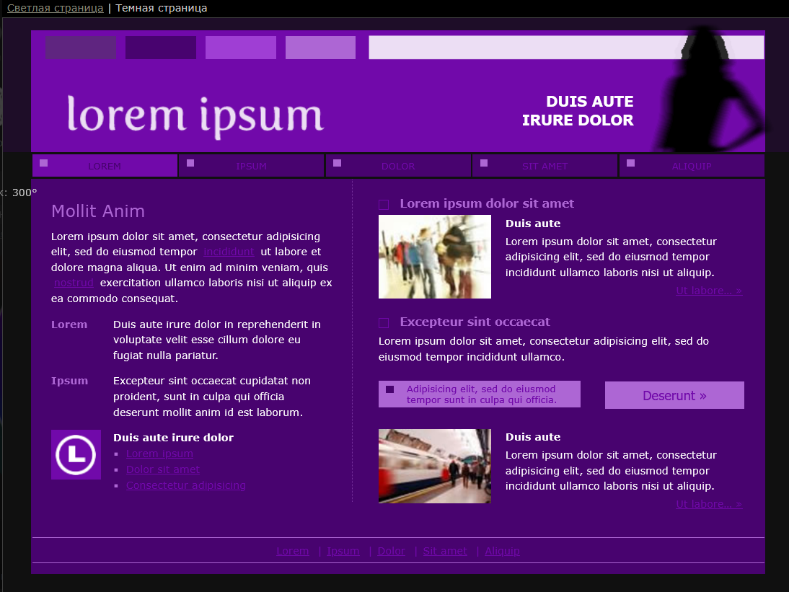 Светлая страница | Темная страница
lorem ipsum
DUIS AUTE
IRURE DOLOR
LOREM
IPSUM
DOLOR
SIT AMET
ALIQUIP
к: 300°
Mollit Anim
Lorem ipsum dolor sit amet, consectetur adipisicing
elit, sed do eiusmod tempor incididunt ut labore et
dolore magna aliqua. Ut enim ad minim veniam, quis
nostrud exercitation ullamco laboris nisi ut aliquip ex
ea commodo consequat.
Lorem
Duis aute irure dolor in reprehenderit in
voluptate velit esse cillum dolore eu
fugiat nulla pariatur.
Ipsum
Excepteur sint occaecat cupidatat non
proident, sunt in culpa qui officia
deserunt mollit anim id est laborum.
L
Duis aute irure dolor
Lorem ipsum
Dolor sit amet
Consectetur adipisicing
Lorem ipsum dolor sit amet
Duis aute
Lorem ipsum dolor sit amet, consectetur
adipisicing elit, sed do eiusmod tempor
incididunt ullamco laboris nisi ut aliquip.
Ut labore... »
Excepteur sint occaecat
Lorem ipsum dolor sit amet, consectetur adipisicing elit, sed do
eiusmod tempor incididunt ullamco.
Adipisicing elit, sed do eiusmod
tempor sunt in culpa qui officia.
Deserunt »
Duis aute
Lorem ipsum dolor sit amet, consectetur
adipisicing elit, sed do eiusmod tempor
incididunt ullamco laboris nisi ut aliquip.
Ut labore... »
Lorem | Ipsum | Dolor | Sit amet | Aliquip